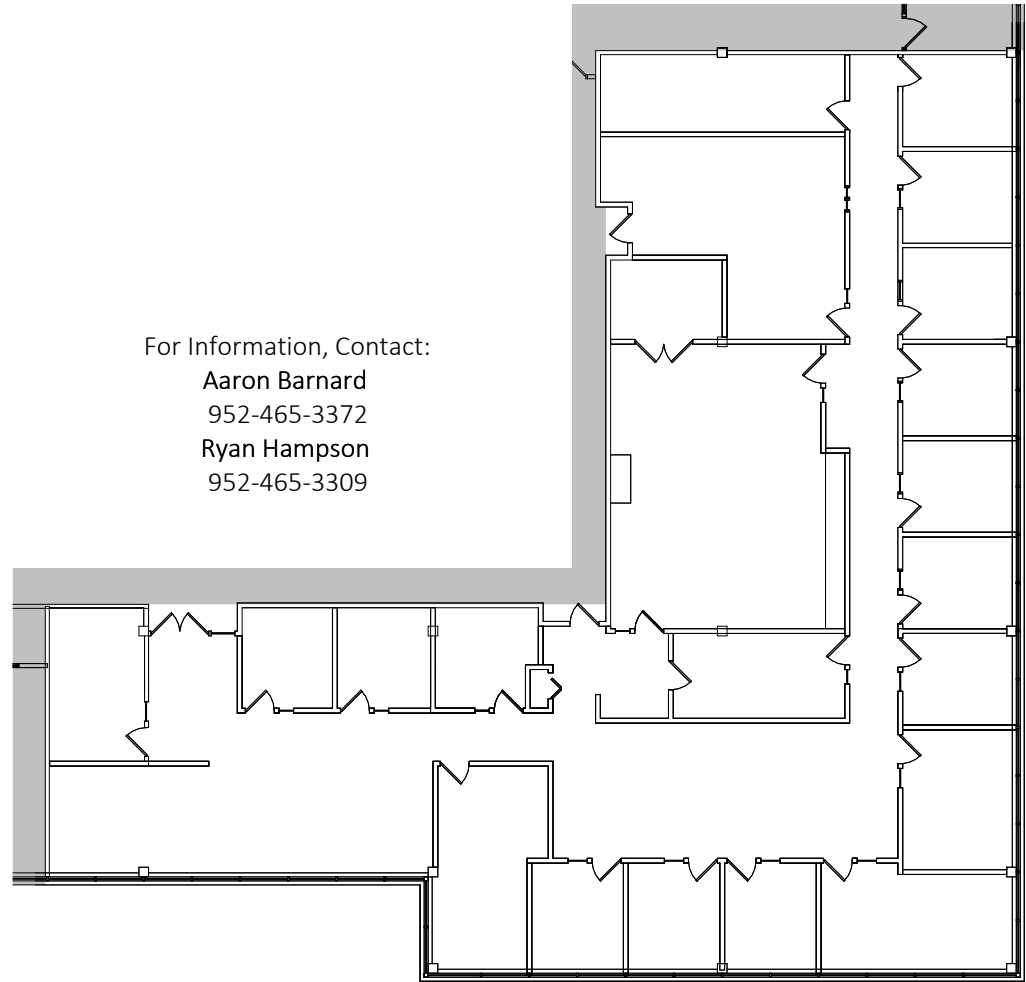 For Information, Contact:
Aaron Barnard
952-465-3372
Ryan Hampson
952-465-3309